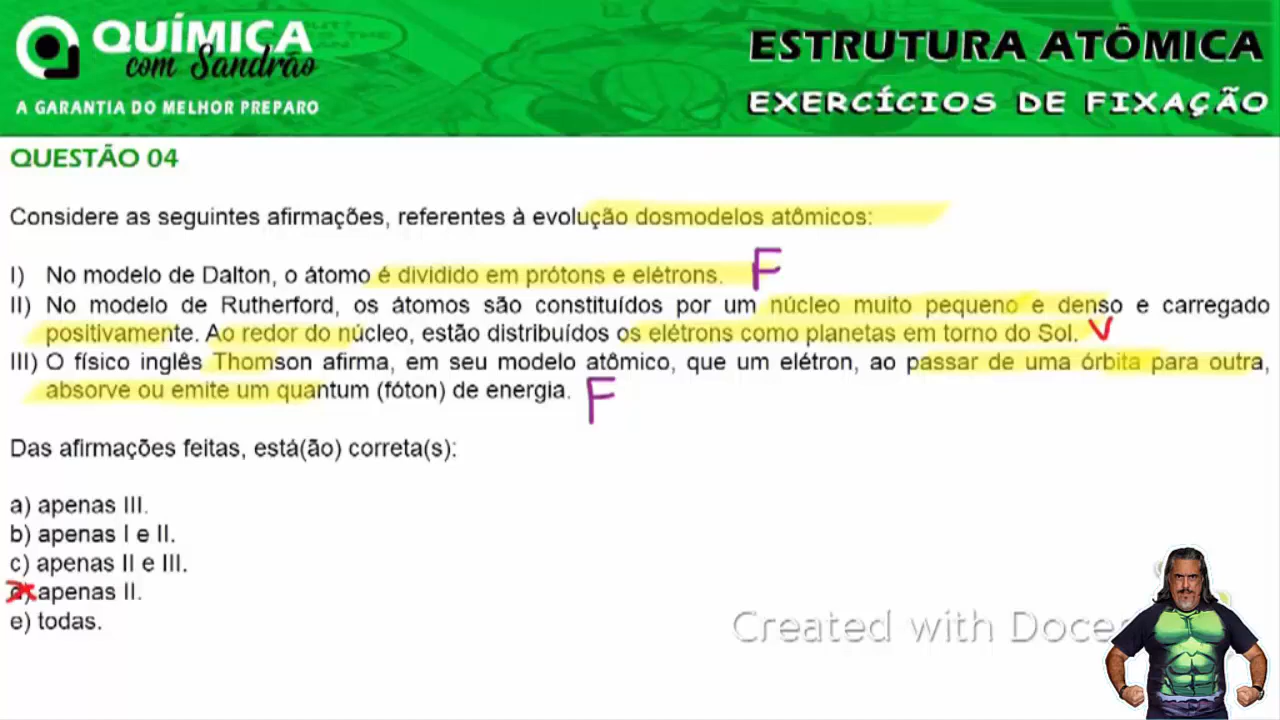 QUÍMICA
com Sandrão
A GARANTIA DO MELHOR PREPARO
ESTRUTURA ATÔMICA
EXERCÍCIOS DE FIXAÇÃO
QUESTÃO 04
Considere as seguintes afirmações, referentes à evolução dosmodelos atômicos:
I) No modelo de Dalton, o átomo é dividido em prótons e elétrons. F
II) No modelo de Rutherford, os átomos são constituídos por um núcleo muito pequeno e denso e carregado
positivamente. Ao redor do núcleo, estão distribuídos os elétrons como planetas em torno do Sol. V
III) O físico inglês Thomson afirma, em seu modelo atômico, que um elétron, ao passar de uma órbita para outra,
absorve ou emite um quantum (fóton) de energia. F
Das afirmações feitas, está(ão) correta(s):
a) apenas III.
b) apenas I e II.
c) apenas II e III.
d) apenas II.
e) todas.
Created with